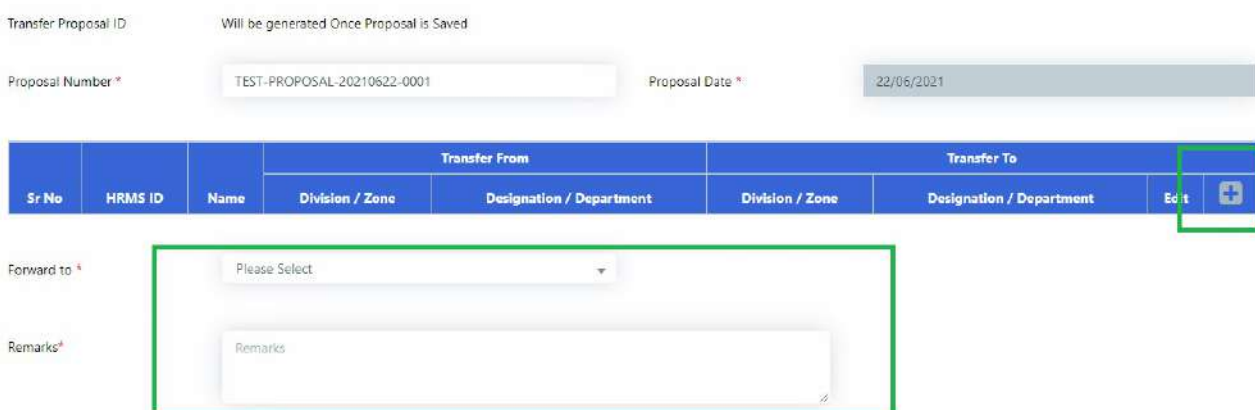 Transfer Proposal ID Will be generated Once Proposal is Saved
Proposal Number * TEST-PROPOSAL-20210622-0001 Proposal Date * 22/06/2021
Transfer From Transfer To
Sr No HRMS ID Name Division / Zone Designation / Department Division / Zone Designation / Department Edit
Forward to * Please Select
Remarks* Remarks